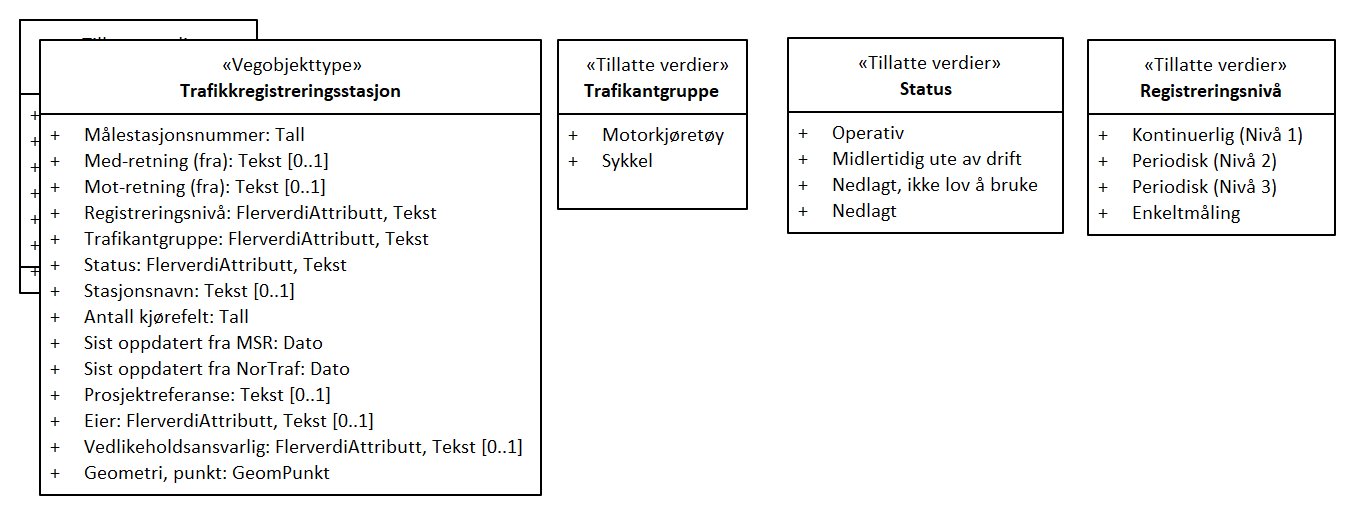 «Vegobjekttype»
Trafikkregistreringsstasjon
+ Målestasjonsnummer: Tall
+ Med-retning (fra): Tekst [0..1]
+ Mot-retning (fra): Tekst [0..1]
+ Registreringsnivå: FlerverdiAttributt, Tekst
+ Trafikantgruppe: FlerverdiAttributt, Tekst
+ Status: FlerverdiAttributt, Tekst
+ Stasjonsnavn: Tekst [0..1]
+ Antall kjørefelt: Tall
+ Sist oppdatert fra MSR: Dato
+ Sist oppdatert fra NorTraf: Dato
+ Prosjektreferanse: Tekst [0..1]
+ Eier: FlerverdiAttributt, Tekst [0..1]
+ Vedlikeholdsansvarlig: FlerverdiAttributt, Tekst [0..1]
+ Geometri, punkt: GeomPunkt
«Tillatte verdier»
Trafikantgruppe
+ Motorkjøretøy
+ Sykkel
«Tillatte verdier»
Status
+ Operativ
+ Midlertidig ute av drift
+ Nedlagt, ikke lov å bruke
+ Nedlagt
«Tillatte verdier»
Registreringsnivå
+ Kontinuerlig (Nivå 1)
+ Periodisk (Nivå 2)
+ Periodisk (Nivå 3)
+ Enkeltmåling